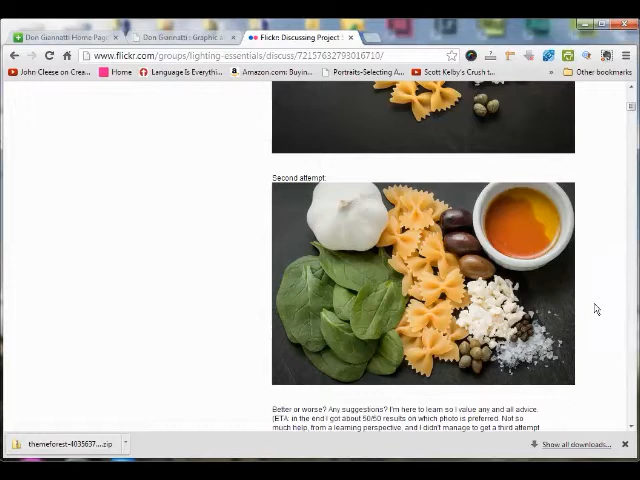 Don Giannatti Home Page
Don Giannatti : Graphic a
Flickr: Discussing Project
www.flickr.com/groups/lighting-essentials/discuss/72157632793016710/
John Cleese on Crea...
Home
Language Is Everythi...
Amazon.com: Buyin...
Portraits-Selecting A...
Scott Kelby's Crush t...
»
Other bookmarks
Second attempt:
Better or worse? Any suggestions? I'm here to learn so I value any and all advice.
(ETA: in the end I got about 50/50 results on which photo is preferred. Not so
much help, from a learning perspective, and I didn't manage to get a third attempt
themeforest-4035637....zip
Show all downloads...